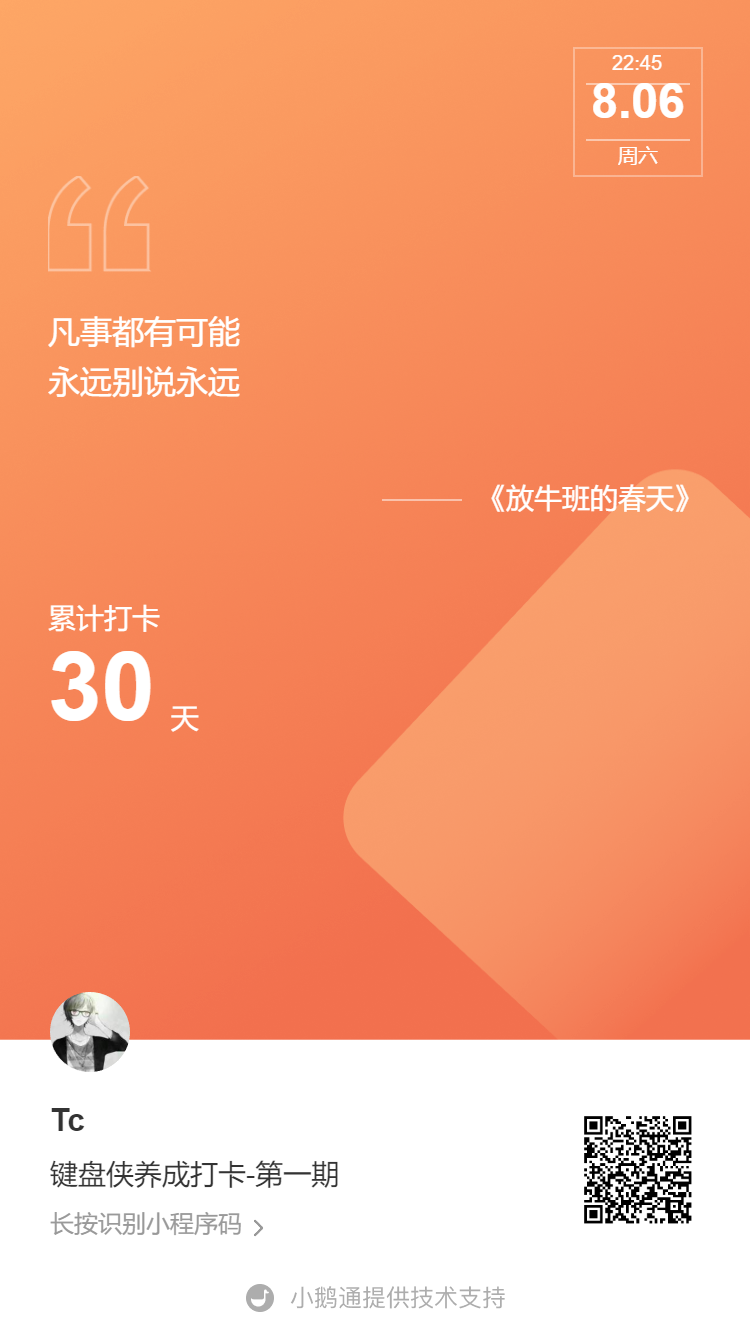 22:45
8.06
周六
凡事都有可能
永远别说永远
《放牛班的春天》
累计打卡
30 天
Tc
键盘侠养成打卡-第一期
长按识别小程序码
小鹅通提供技术支持